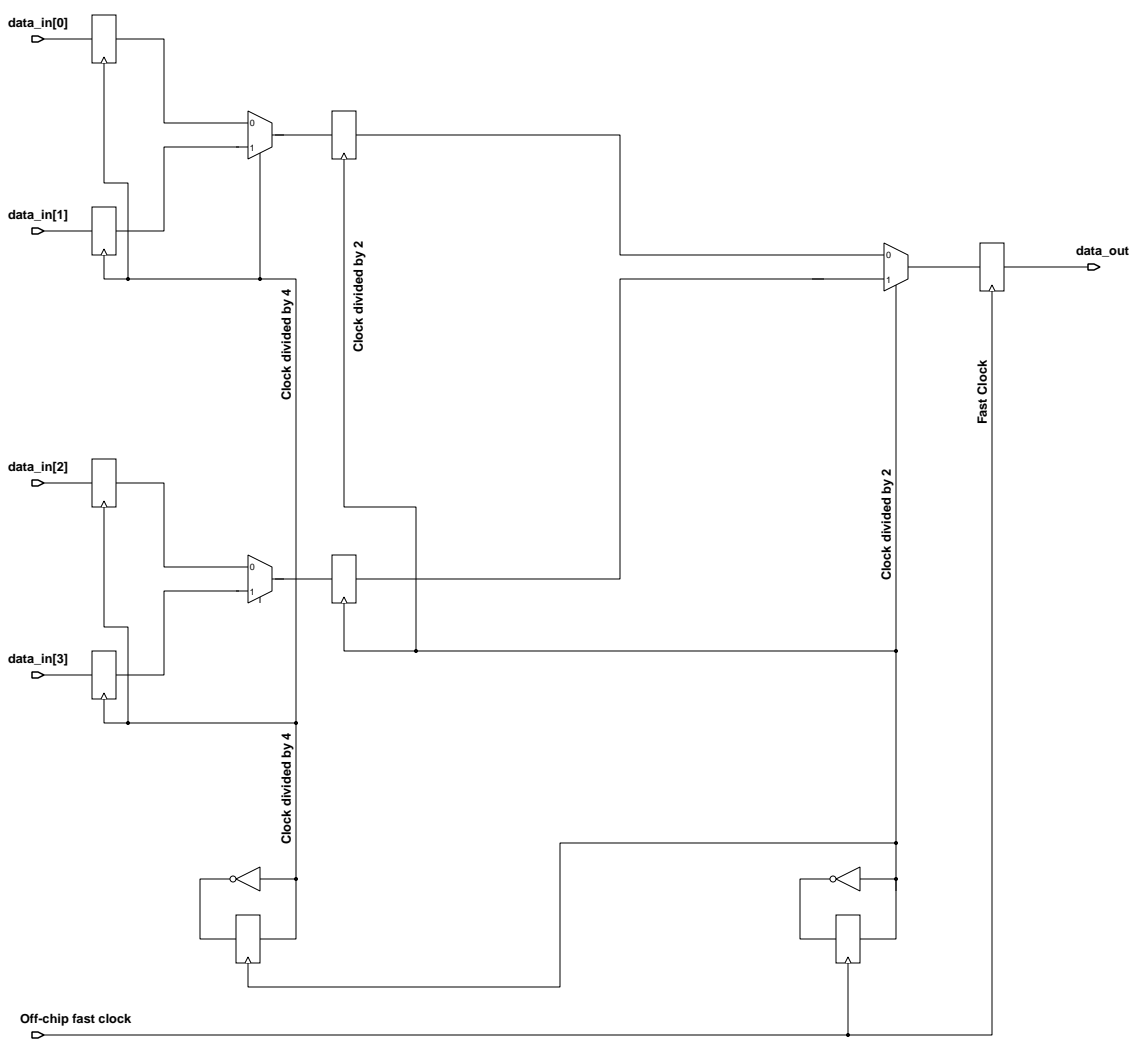 data_in[0]
0
1
data_in[1]
Clock divided by 4
Clock divided by 2
0
1
data_out
Fast Clock
data_in[2]
0
1
Clock divided by 2
data_in[3]
Clock divided by 4
Off-chip fast clock